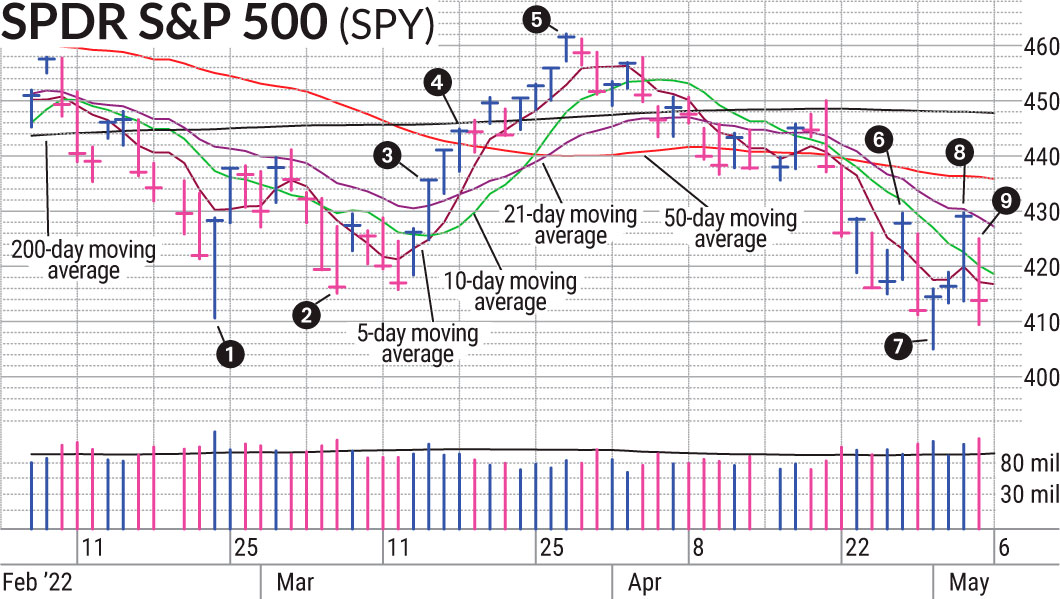 SPDR S&P 500 (SPY)
5
460
4
450
6
8
3
440
9
21-day moving
average
50-day moving
average
430
200-day moving
average
10-day moving
average
420
2
5-day moving
average
410
1
7
400
80 mil
30 mil
11
25
11
25
8
22
6
Feb ’22
Mar
Apr
May